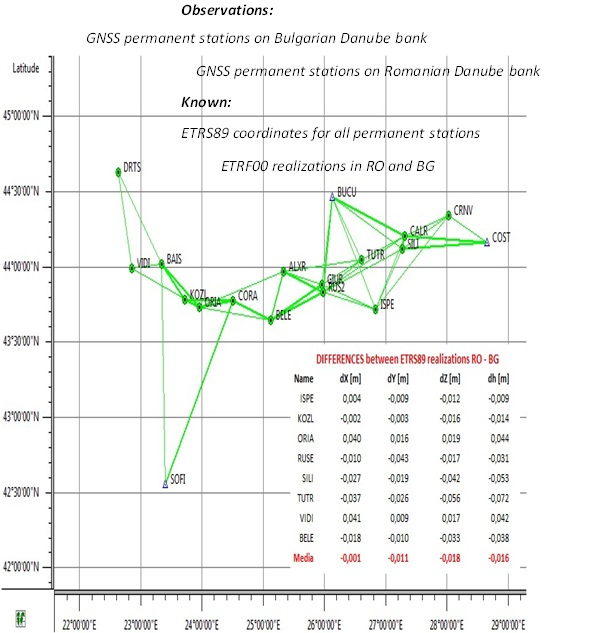 Observations:
GNSS permanent stations on Bulgarian Danube bank
GNSS permanent stations on Romanian Danube bank
Known:
ETRS89 coordinates for all permanent stations
ETRF00 realizations in RO and BG
Latitude
45°00'00"N
44°30'00"N
44°00'00"N
43°30'00"N
43°00'00"N
42°30'00"N
42°00'00"N
DRTS
VIDI
BAIS
KOZL
ORIA
CORA
BELE
ALXR
GIUR
RUS2
TUTR
BUCU
CALR
SILI
CRNV
COST
ISPE
SOFI
DIFFERENCES between ETRS89 realizations RO - BG
Name dX [m] dY [m] dZ [m] dh [m]
ISPE 0,004 -0,009 -0,012 -0,009
KOZL -0,002 -0,003 -0,016 -0,014
ORIA 0,040 0,016 0,019 0,044
RUSE -0,010 -0,043 -0,017 -0,031
SILI -0,027 -0,019 -0,042 -0,053
TUTR -0,037 -0,026 -0,056 -0,072
VIDI 0,041 0,009 0,017 0,042
BELE -0,018 -0,010 -0,033 -0,038
Media -0,001 -0,011 -0,018 -0,016
22°00'00"E 23°00'00"E 24°00'00"E 25°00'00"E 26°00'00"E 27°00'00"E 28°00'00"E 29°00'00"E